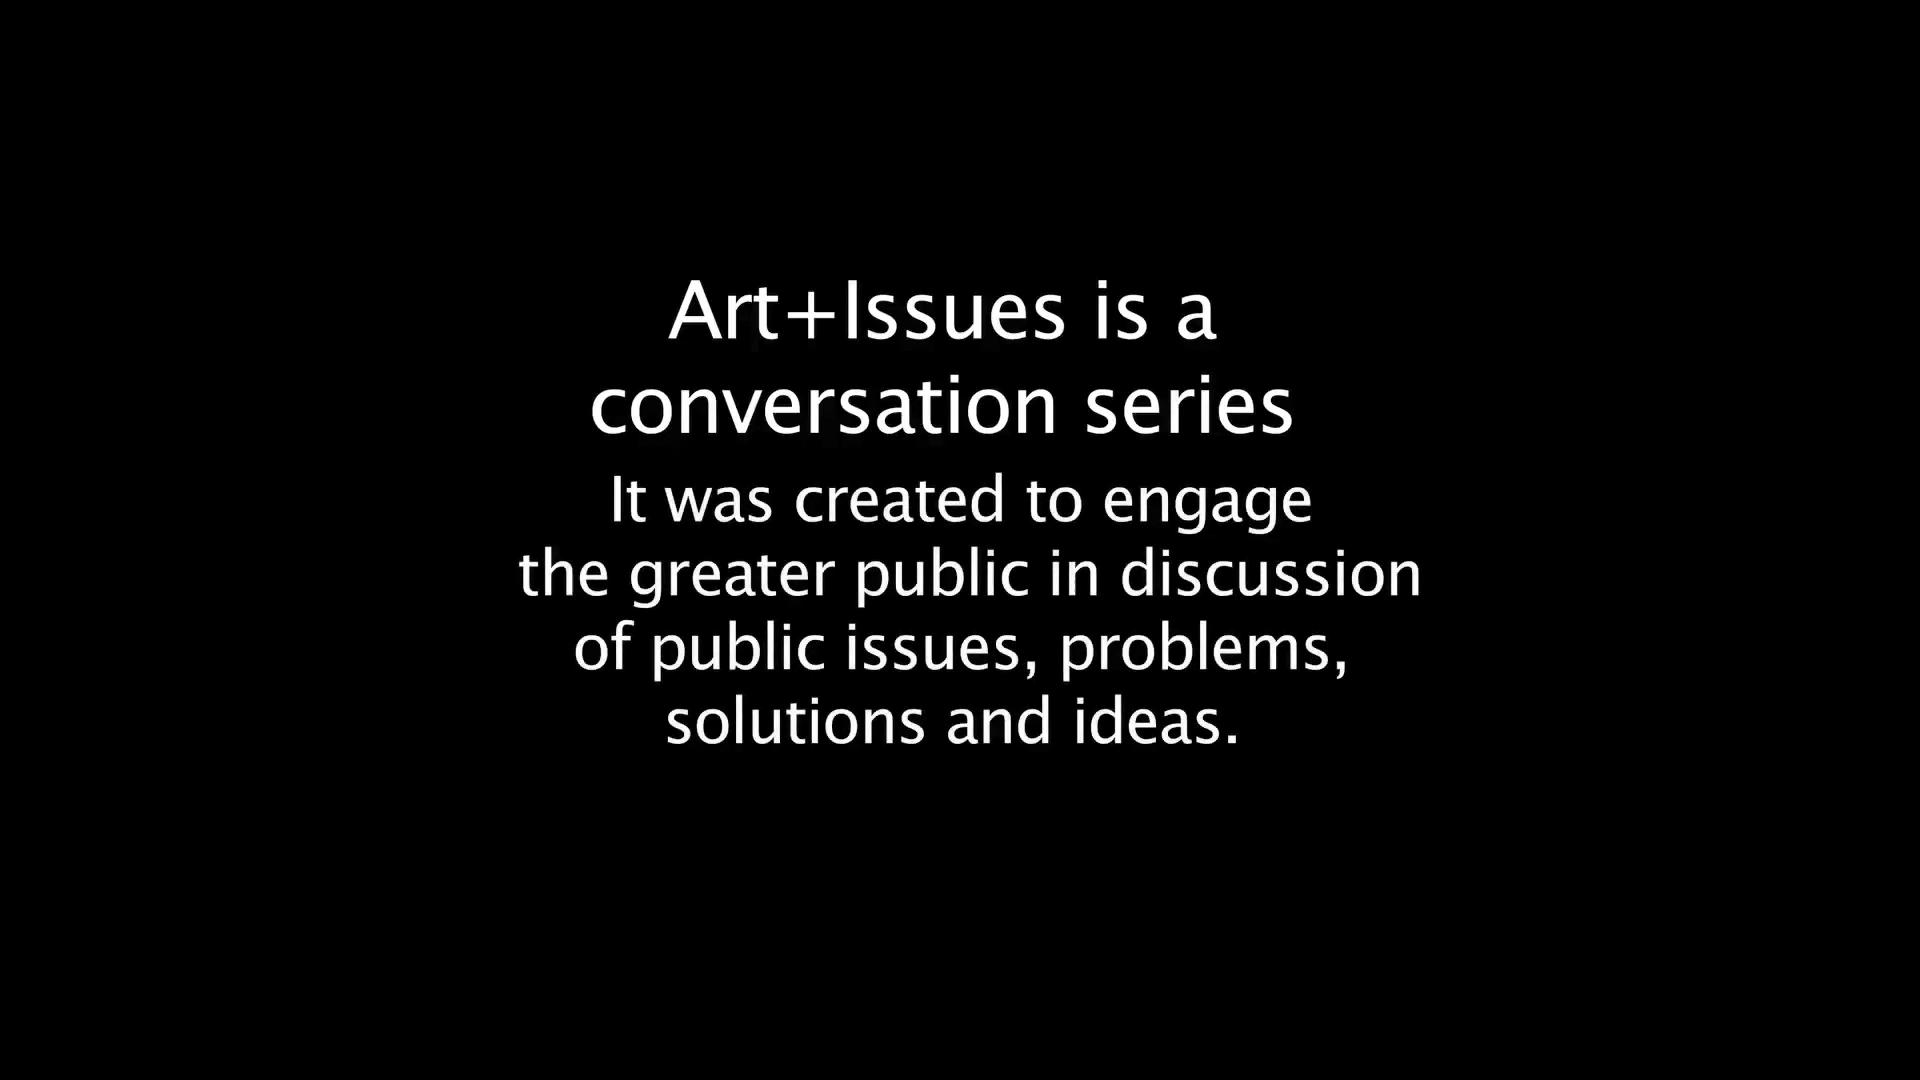 Art+Issues is a
conversation series
It was created to engage
the greater public in discussion
of public issues, problems,
solutions and ideas.